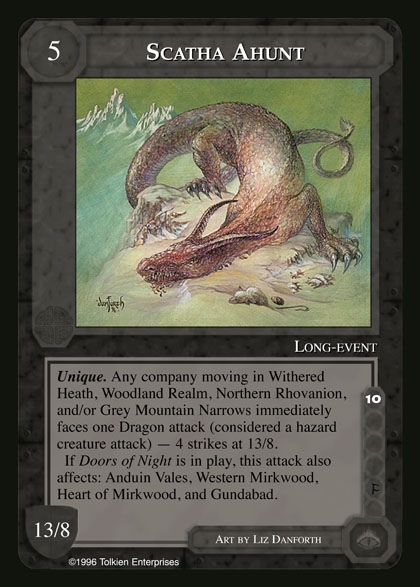 5
SCATHA AHUNT
Danforth
LONG-EVENT
Unique. Any company moving in Withered
Heath, Woodland Realm, Northern Rhovanion,
and/or Grey Mountain Narrows immediately
faces one Dragon attack (considered a hazard
creature attack) — 4 strikes at 13/8.
If Doors of Night is in play, this attack also
affects: Anduin Vales, Western Mirkwood,
Heart of Mirkwood, and Gundabad.
10
F
13/8
ART BY LIZ DANFORTH
©1996 Tolkien Enterprises